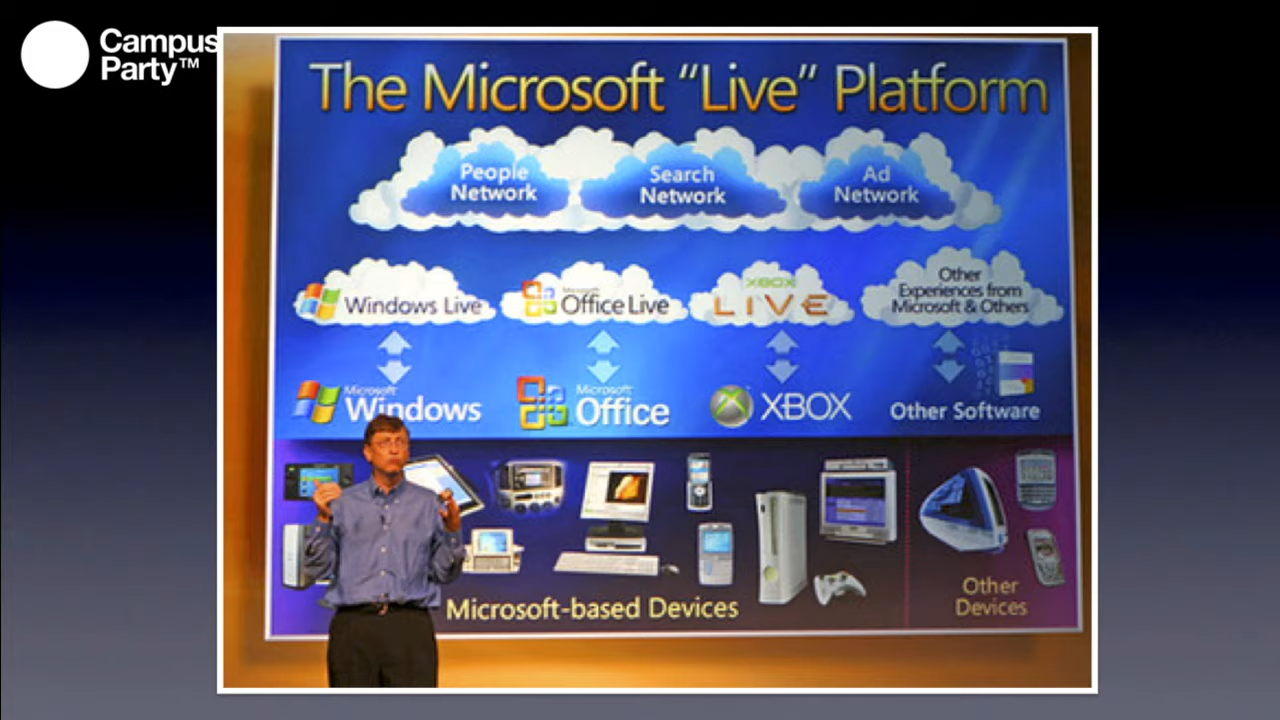 Campus
Party™
The Microsoft “Live” Platform
People
Network
Search
Network
Ad
Network
Windows Live
Microsoft
Office Live
XBOX
LIVE
Other
Experiences from
Microsoft & Others
Microsoft
Windows
Microsoft
Office
XBOX
Other Software
Microsoft-based Devices
Other
Devices